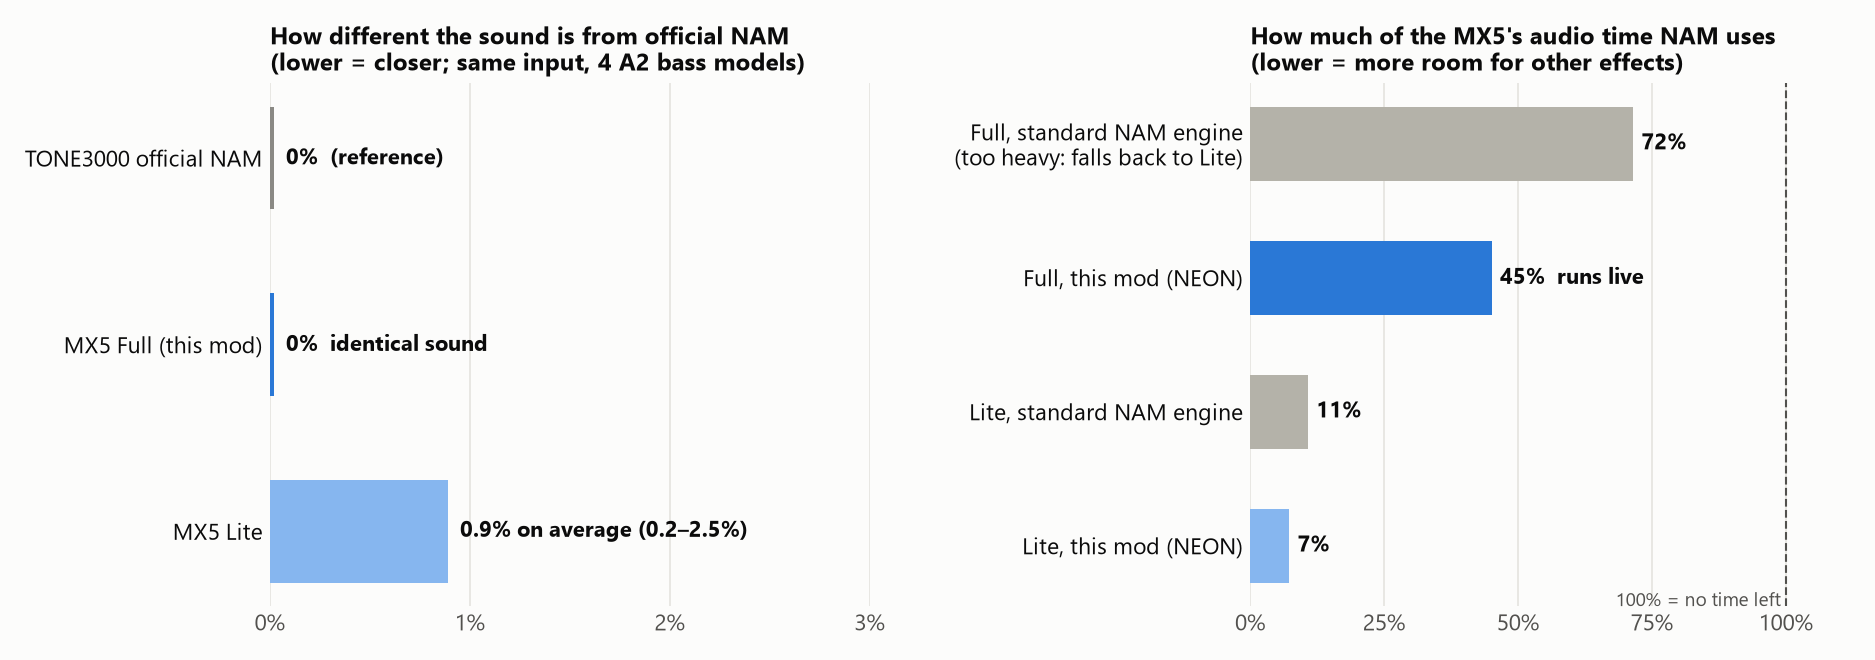 How different the sound is from official NAM
(lower = closer; same input, 4 A2 bass models)
TONE3000 official NAM
0%  (reference)
MX5 Full (this mod)
0%  identical sound
MX5 Lite
0.9% on average (0.2–2.5%)
0%
1%
2%
3%
How much of the MX5's audio time NAM uses
(lower = more room for other effects)
Full, standard NAM engine
(too heavy: falls back to Lite)
72%
Full, this mod (NEON)
45%  runs live
Lite, standard NAM engine
11%
Lite, this mod (NEON)
7%
100% = no time left
0%
25%
50%
75%
100%